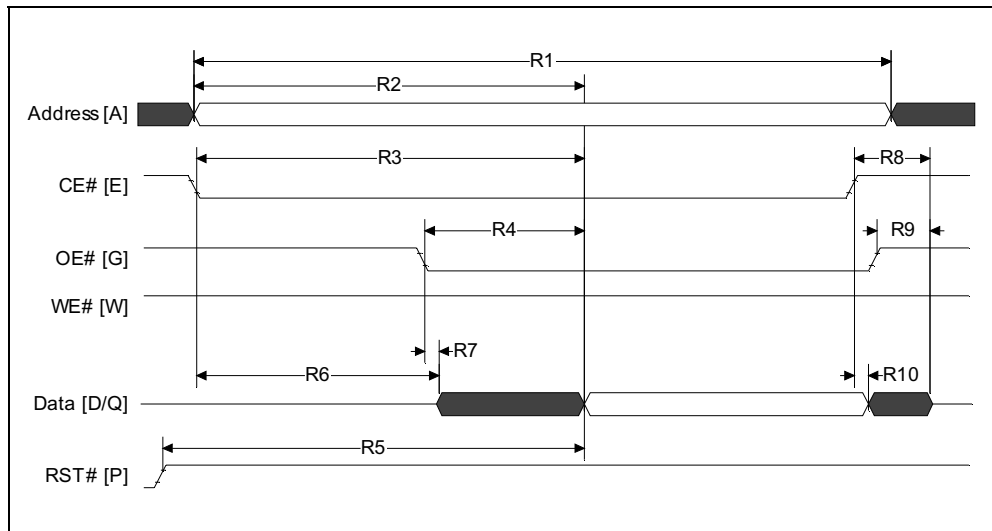 R1
R2
Address [A]
R3
R8
CE# [E]
R4
R9
OE# [G]
WE# [W]
R7
R6
R10
Data [D/Q]
R5
RST# [P]